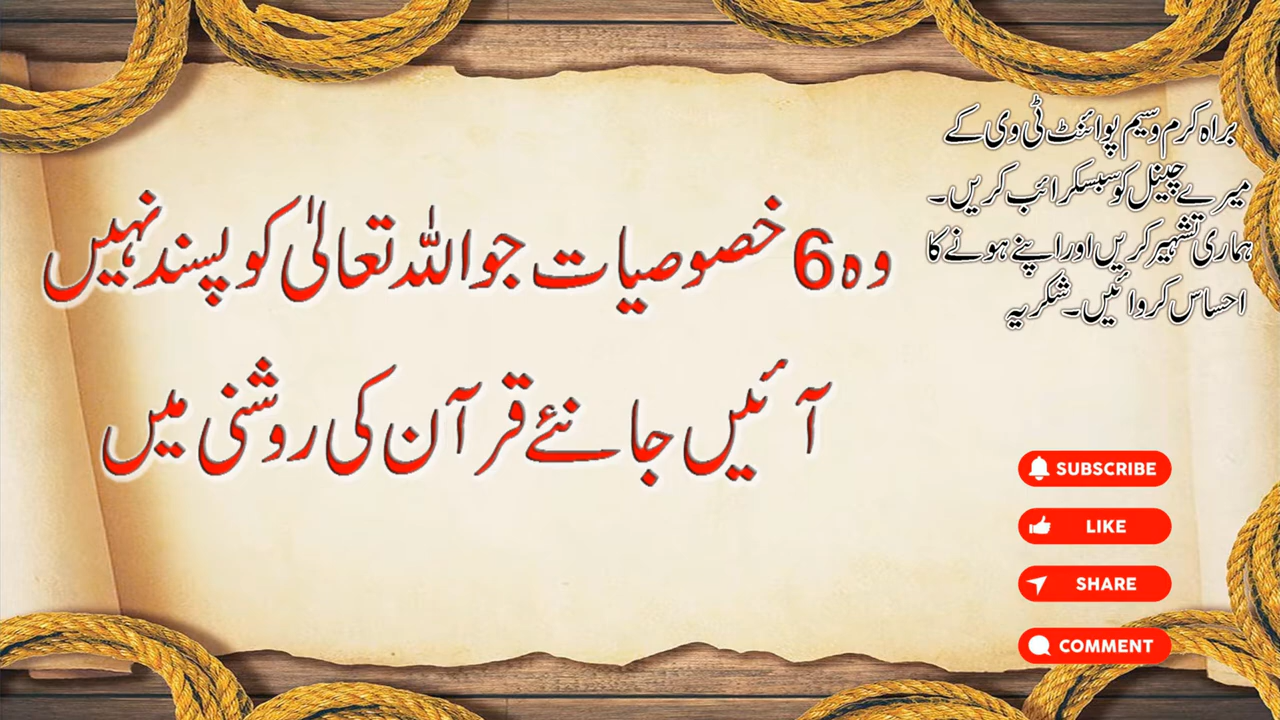 وہ 6 خصوصیات جو اللہ تعالیٰ کو پسند نہیں
آئیں جانئے قرآن کی روشنی میں
براہ کرم وسیم پوائنٹ ٹی وی کے
میرے چینل کو سبسکرائب کریں۔
ہماری تشہیر کریں اور اپنے ہونے کا
احساس کروائیں۔ شکریہ
SUBSCRIBE
LIKE
SHARE
COMMENT